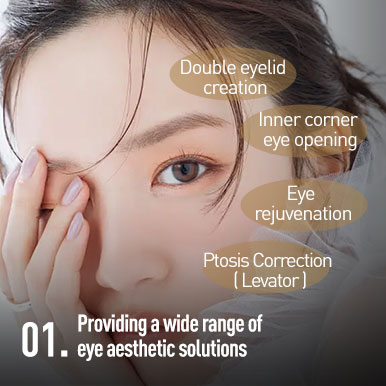 Double eyelid
creation
Inner corner
eye opening
Eye
rejuvenation
Ptosis Correction
( Levator )
01. Providing a wide range of
eye aesthetic solutions